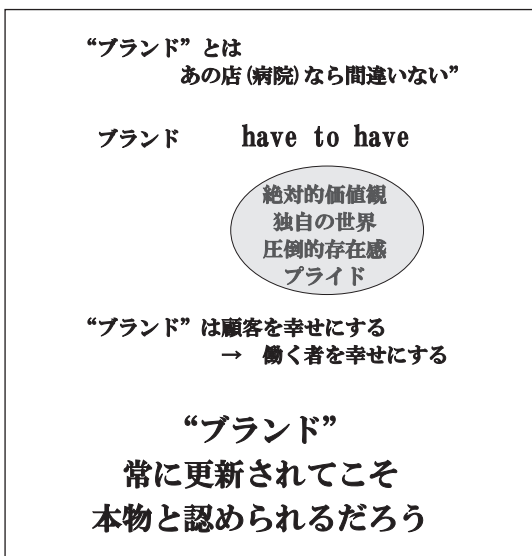 “ブランド”とは
あの店(病院)なら間違いない”
ブランド have to have
絶対的価値観
独自の世界
圧倒的存在感
プライド
“ブランド”は顧客を幸せにする
→ 働く者を幸せにする
“ブランド”
常に更新されてこそ
本物と認められるだろう